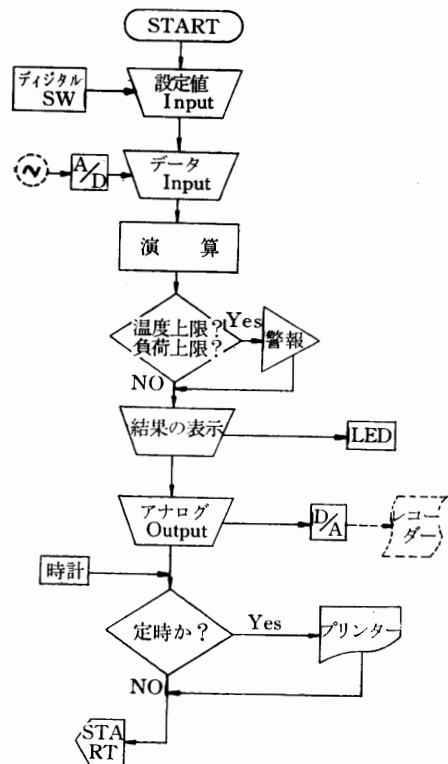 START
ディジタル
SW
設定値
Input
A/D
データ
Input
演 算
温度上限?
負荷上限?
Yes
警報
NO
結果の表示
LED
アナログ
Output
D/A
レコー
ダー
時計
定時か?
Yes
プリンター
NO
STA
RT